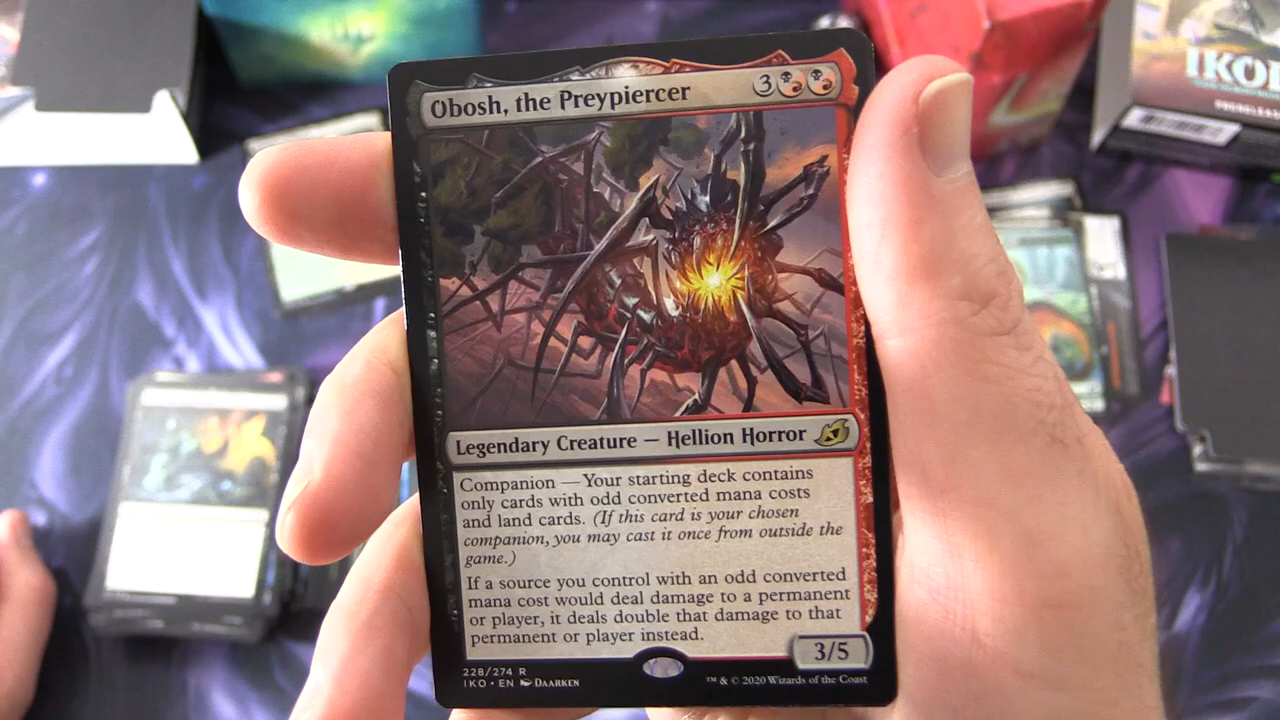 Obosh, the Preypiercer 3
Legendary Creature — Hellion Horror
Companion — Your starting deck contains
only cards with odd converted mana costs
and land cards. (If this card is your chosen
companion, you may cast it once from outside the
game.)
If a source you control with an odd converted
mana cost would deal damage to a permanent
or player, it deals double that damage to that
permanent or player instead.
3/5
228/274 R
IKO • EN DAARKEN
™ & © 2020 Wizards of the Coast